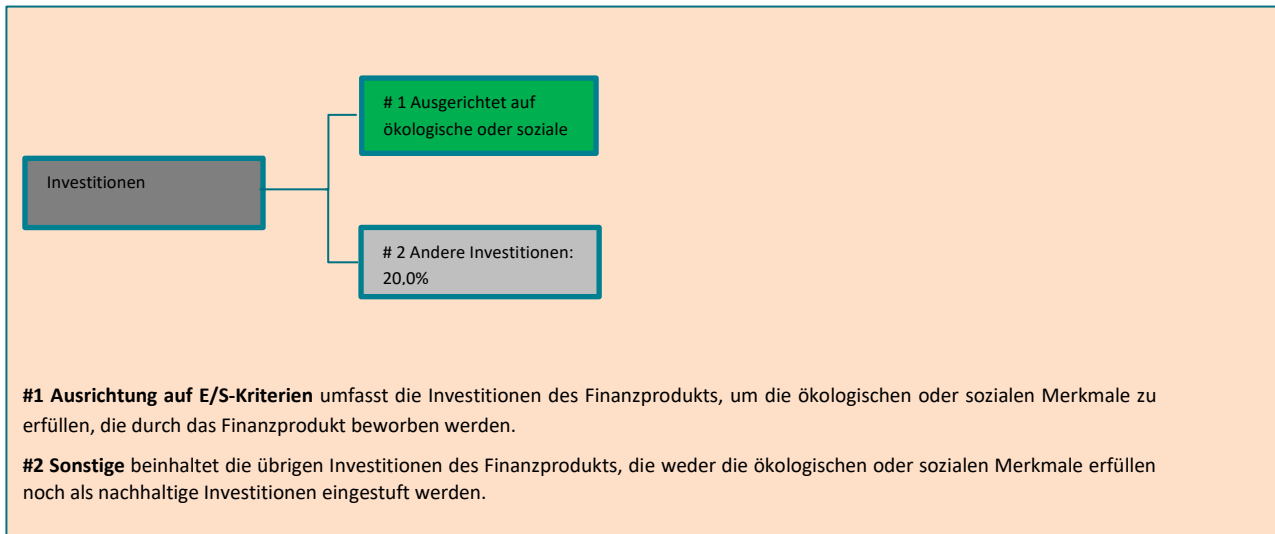 # 1 Ausgerichtet auf
ökologische oder soziale
Investitionen
# 2 Andere Investitionen:
20,0%
#1 Ausrichtung auf E/S-Kriterien umfasst die Investitionen des Finanzprodukts, um die ökologischen oder sozialen Merkmale zu
erfüllen, die durch das Finanzprodukt beworben werden.
#2 Sonstige beinhaltet die übrigen Investitionen des Finanzprodukts, die weder die ökologischen oder sozialen Merkmale erfüllen
noch als nachhaltige Investitionen eingestuft werden.